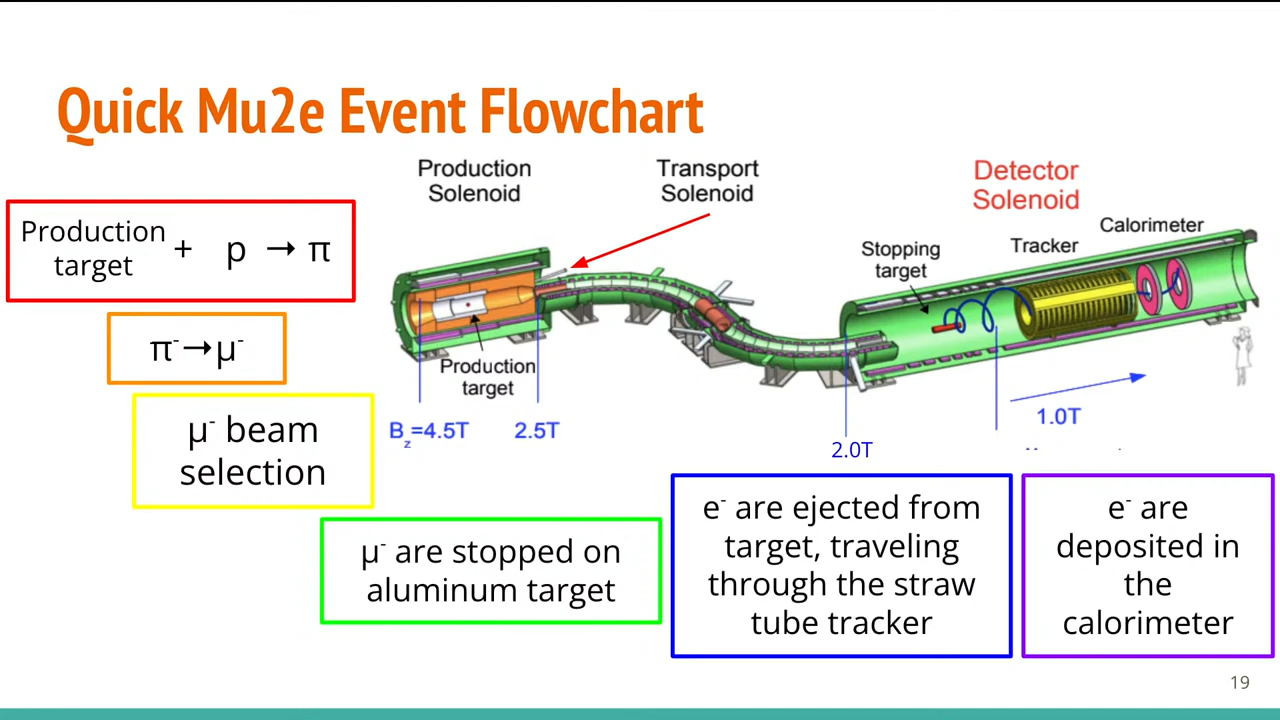 Quick Mu2e Event Flowchart
Production
Solenoid
Transport
Solenoid
Detector
Solenoid
Production
target
+ p → π
π⁻→μ⁻
μ⁻ beam
selection
μ⁻ are stopped on
aluminum target
e⁻ are ejected from
target, traveling
through the straw
tube tracker
e⁻ are
deposited in
the
calorimeter
Stopping
target
Tracker
Calorimeter
Production
target
B_z=4.5T
2.5T
2.0T
1.0T
19